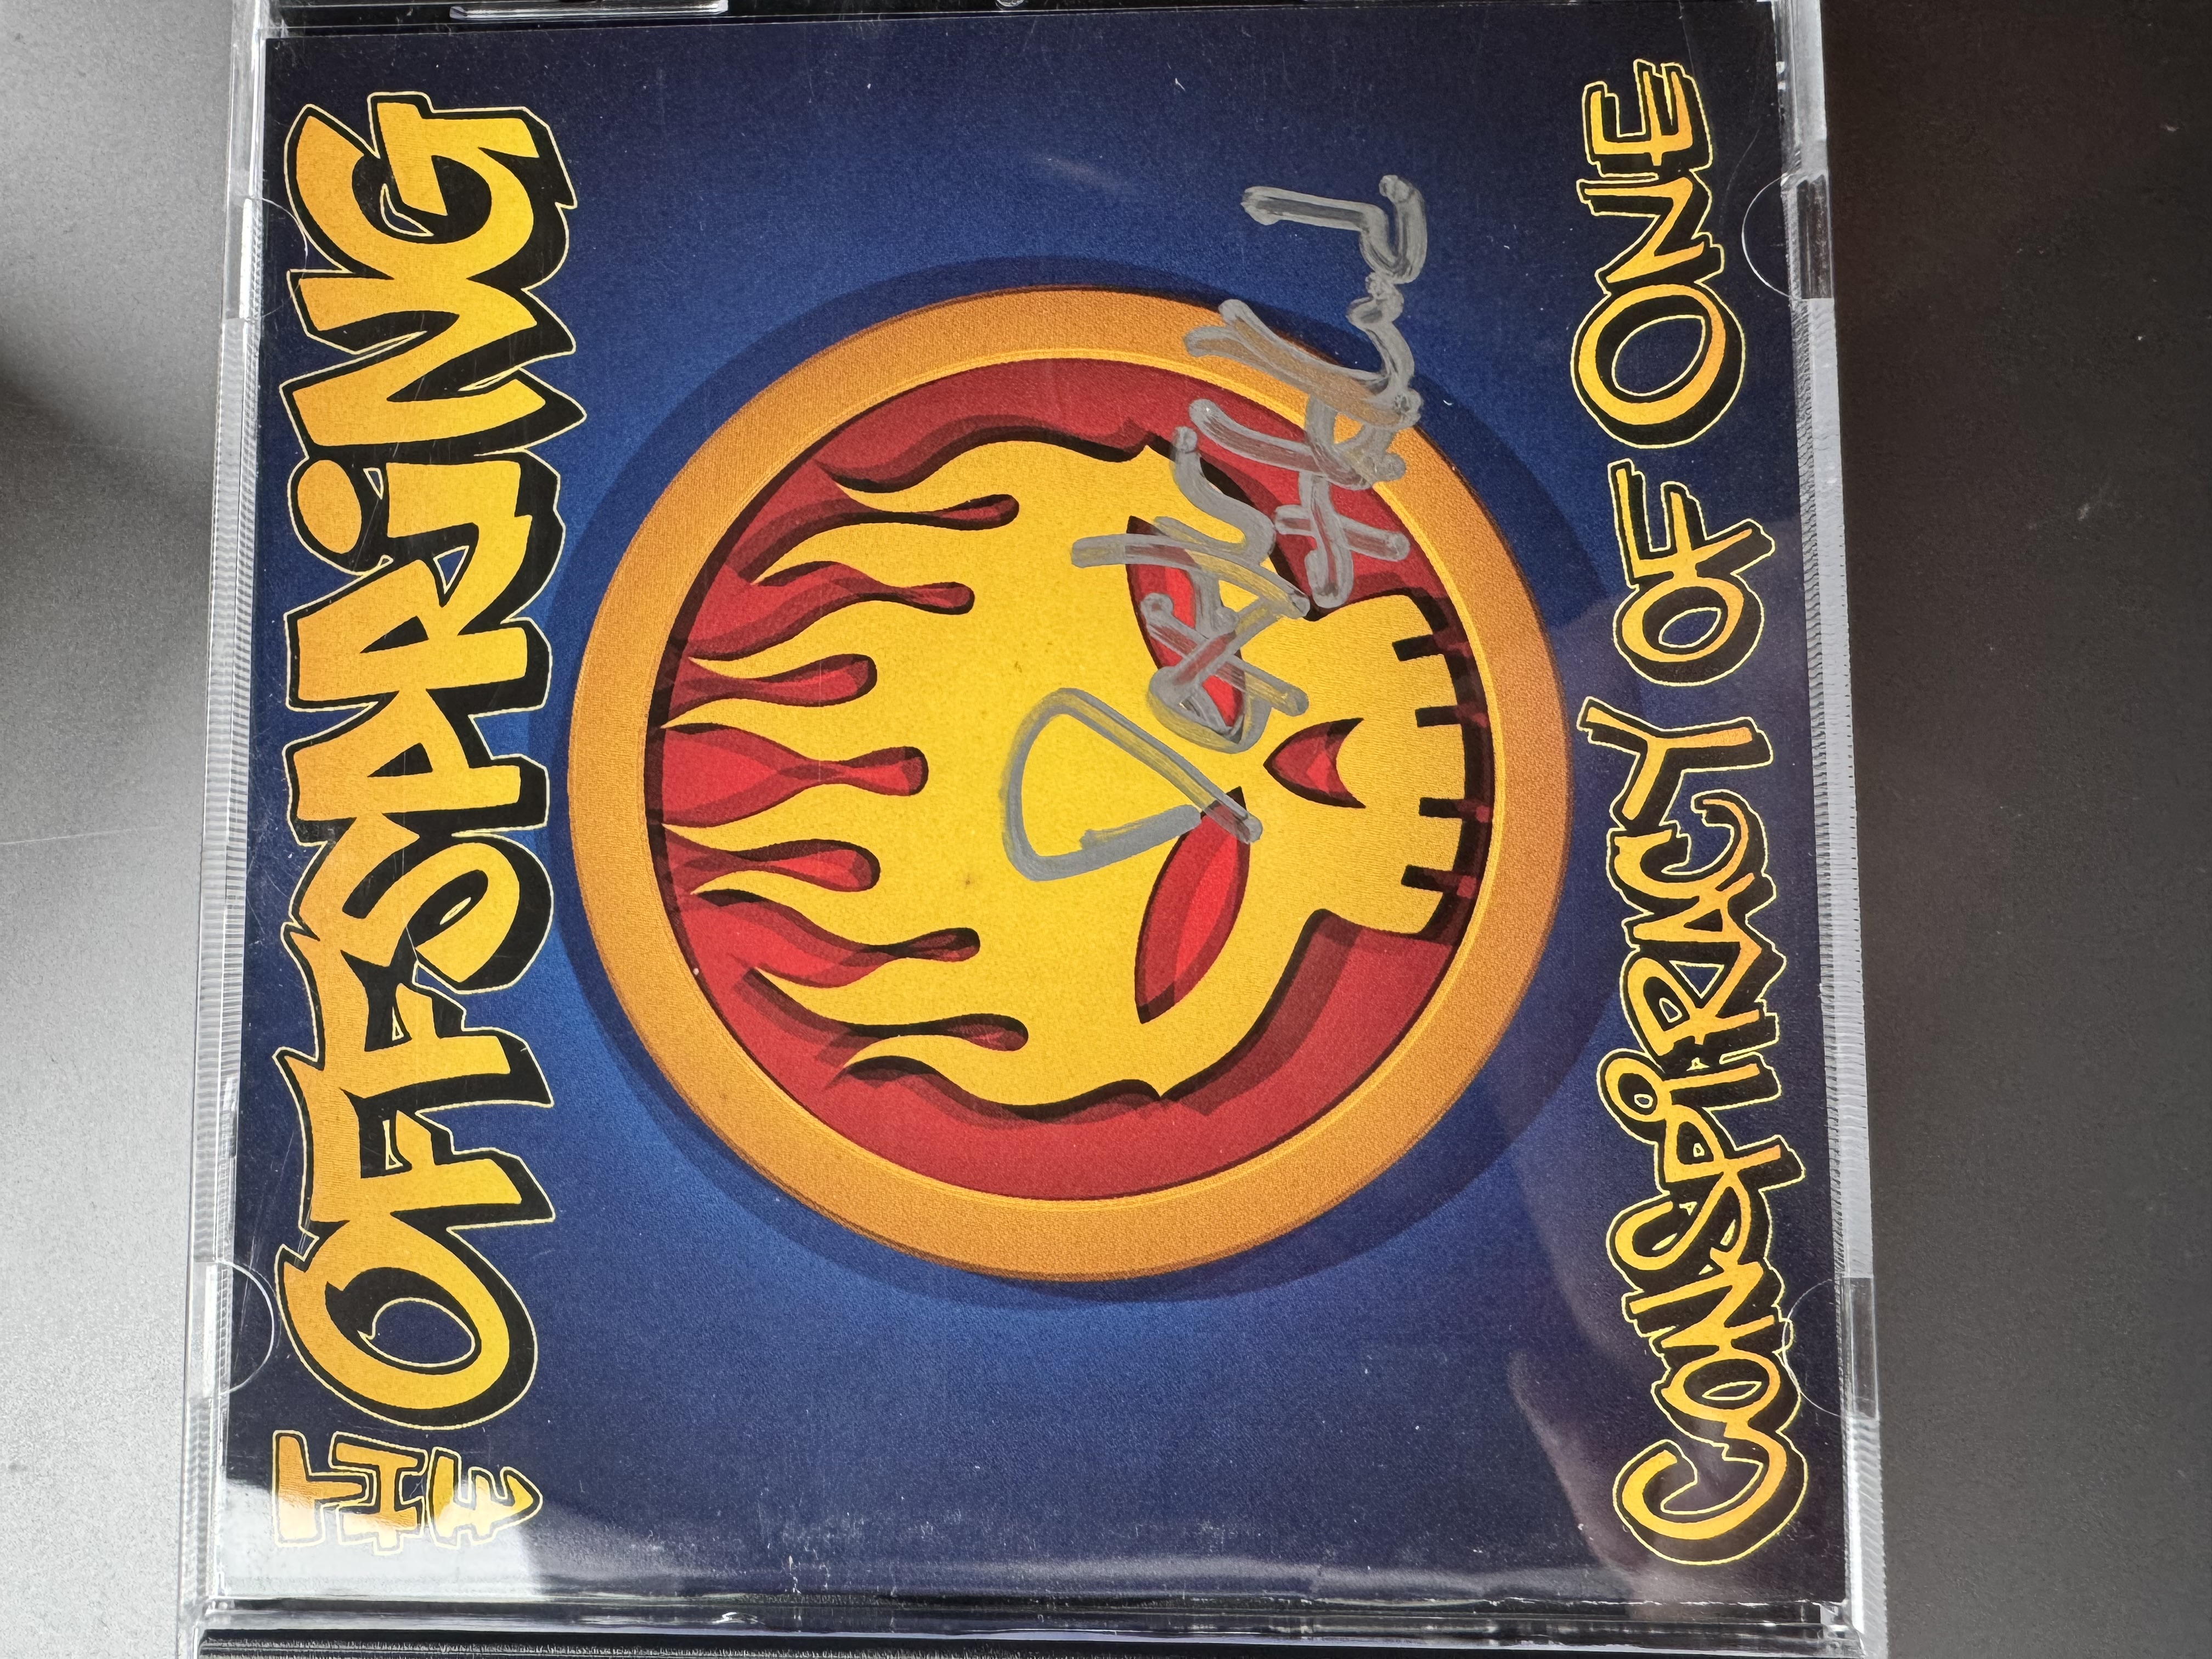 THE OFFSPRiNG
CONSPiRACY OF ONE